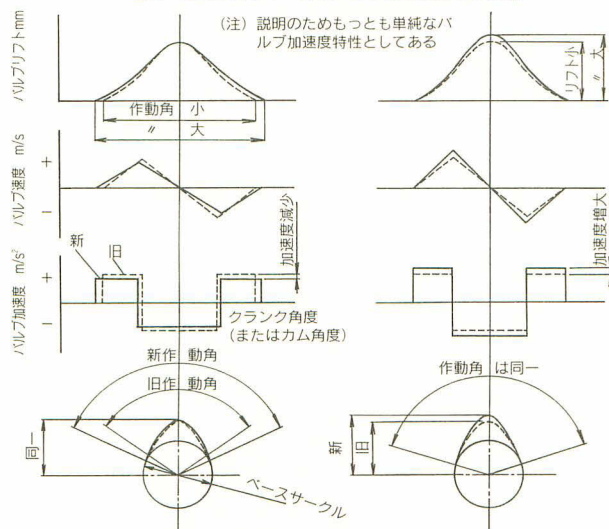 (注) 説明のためもっとも単純なバ
ルブ加速度特性としてある
バルブリフトmm
作動角 小
〃 大
リフト小
〃 大
バルブ速度 m/s
+
−
新
旧
加速度減少
加速度増大
バルブ加速度 m/s²
+
−
クランク角度
(またはカム角度)
新作動角
旧作動角
同一
ベースサークル
作動角は同一
新
旧